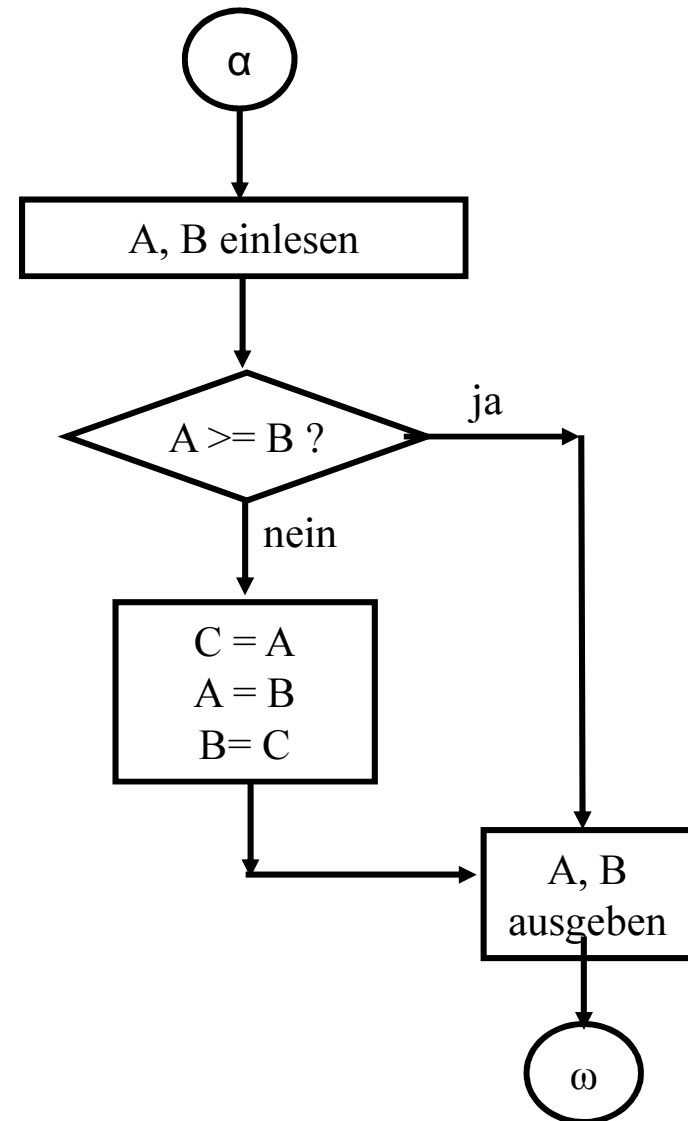 α
A, B einlesen
A >= B ?
ja
nein
C = A
A = B
B= C
A, B
ausgeben
ω